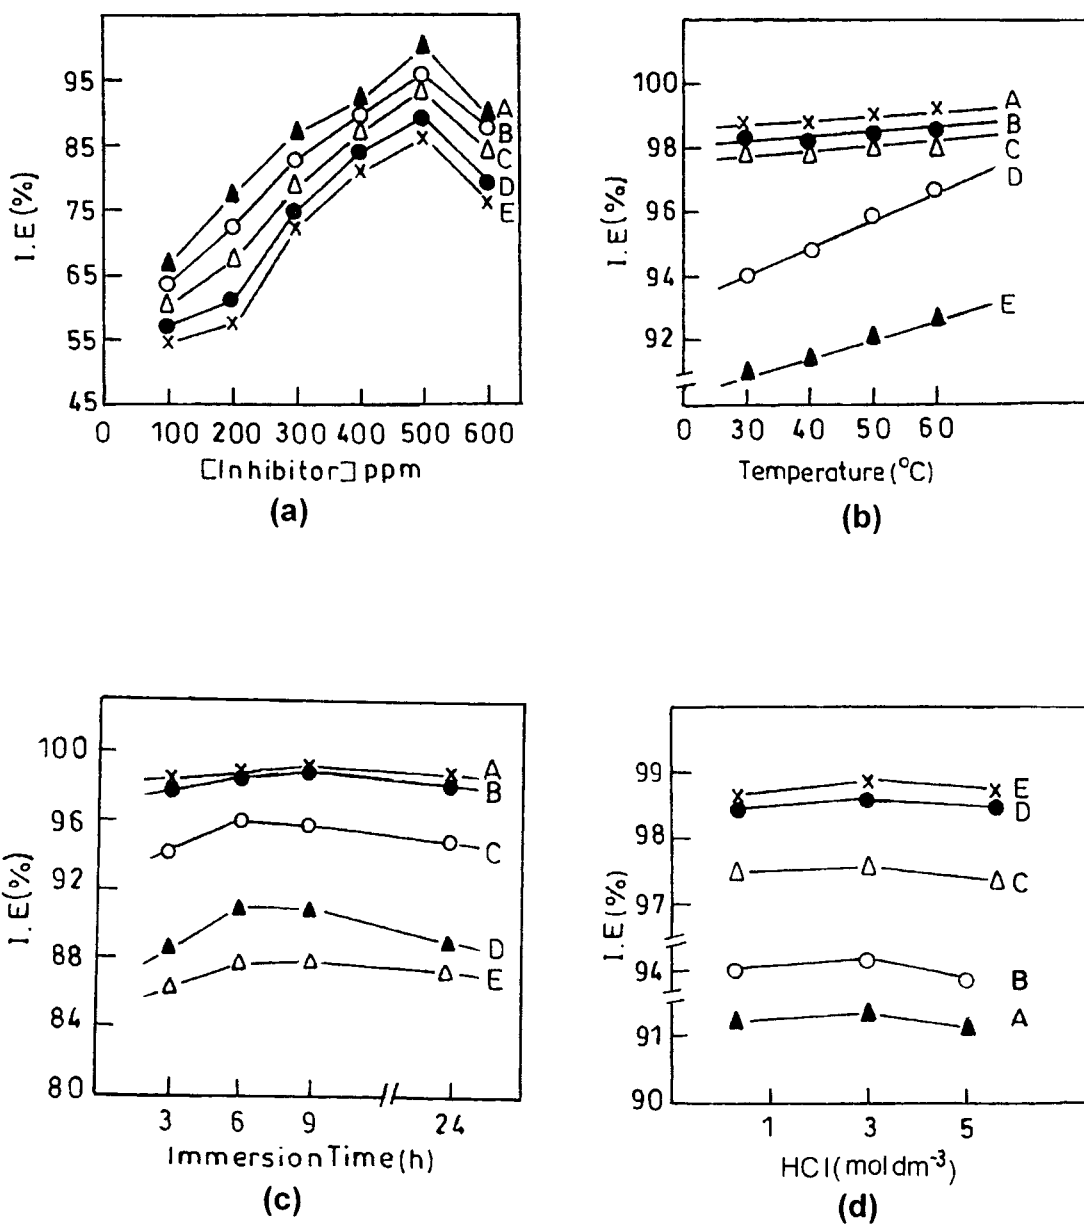 95
85
75
65
55
45
I.E(%)
A
B
C
D
E
0 100 200 300 400 500 600
[Inhibitor] ppm
(a)
100
98
96
94
92
I.E(%)
A
B
C
D
E
0 30 40 50 60
Temperature (°C)
(b)
100
96
92
88
84
80
I.E(%)
A
B
C
D
E
3 6 9 24
Immersion Time (h)
(c)
99
98
97
94
91
90
I.E(%)
E
D
C
B
A
1 3 5
HCl (mol dm-3)
(d)